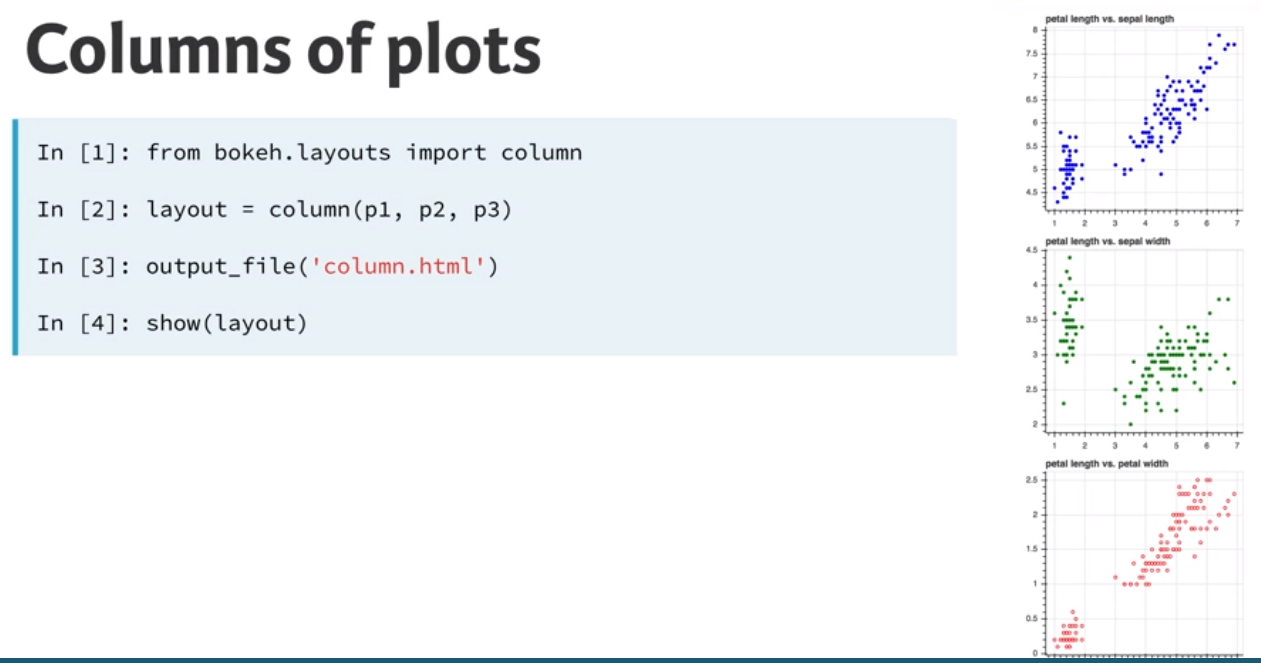 Columns of plots
In [1]: from bokeh.layouts import column
In [2]: layout = column(p1, p2, p3)
In [3]: output_file('column.html')
In [4]: show(layout)
petal length vs. sepal length
8
7.5
7
6.5
6
5.5
5
4.5
1 2 3 4 5 6 7
petal length vs. sepal width
4.5
4
3.5
3
2.5
2
1 2 3 4 5 6 7
petal length vs. petal width
2.5
2
1.5
1
0.5
0